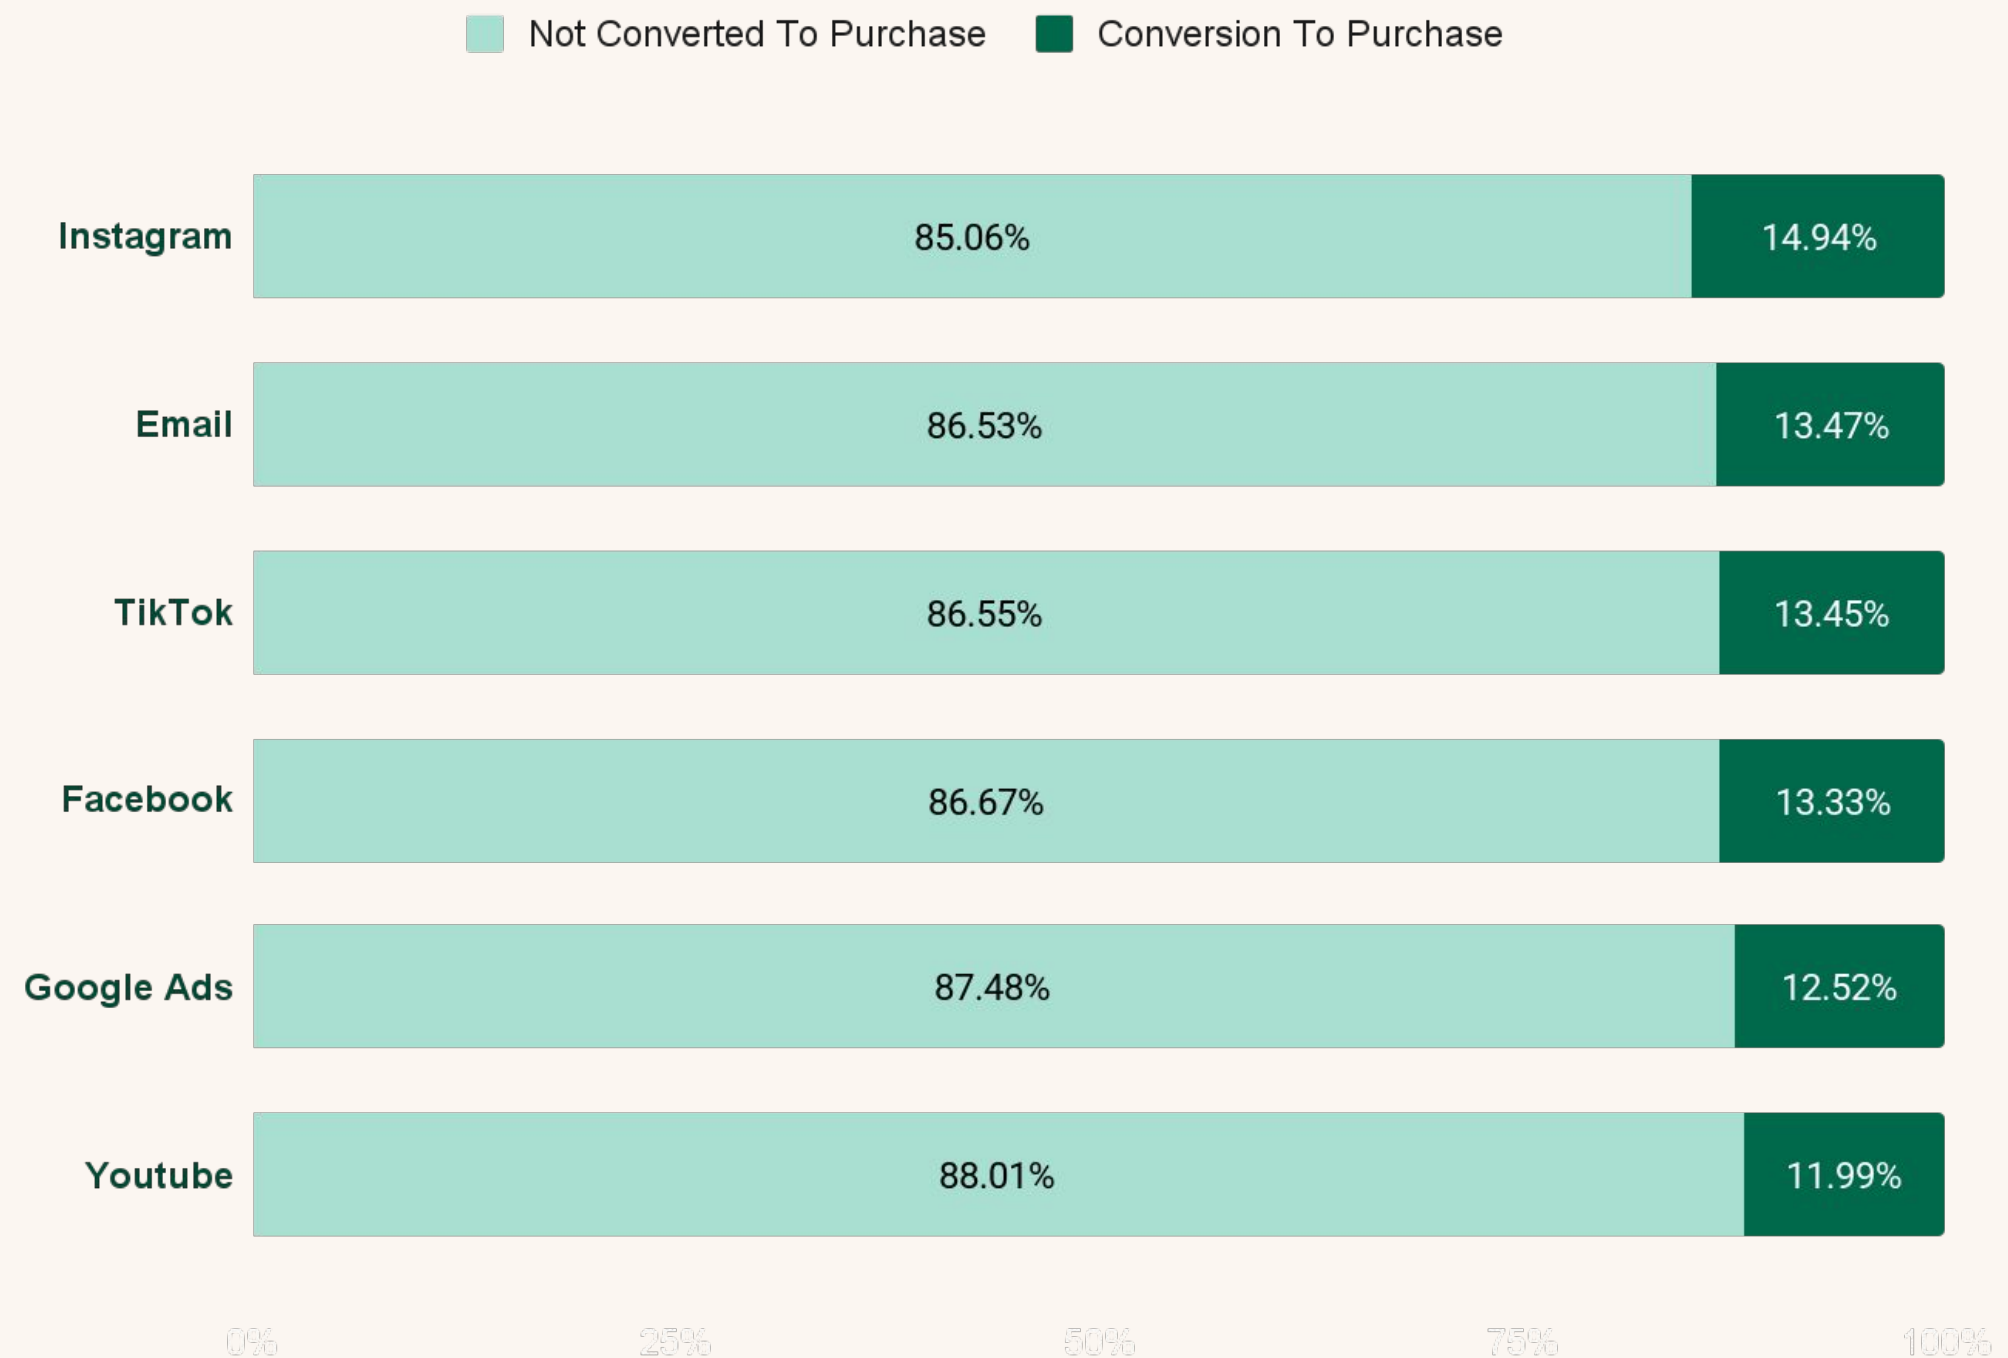 Not Converted To Purchase Conversion To Purchase
Instagram 85.06% 14.94%
Email 86.53% 13.47%
TikTok 86.55% 13.45%
Facebook 86.67% 13.33%
Google Ads 87.48% 12.52%
Youtube 88.01% 11.99%
0% 25% 50% 75% 100%